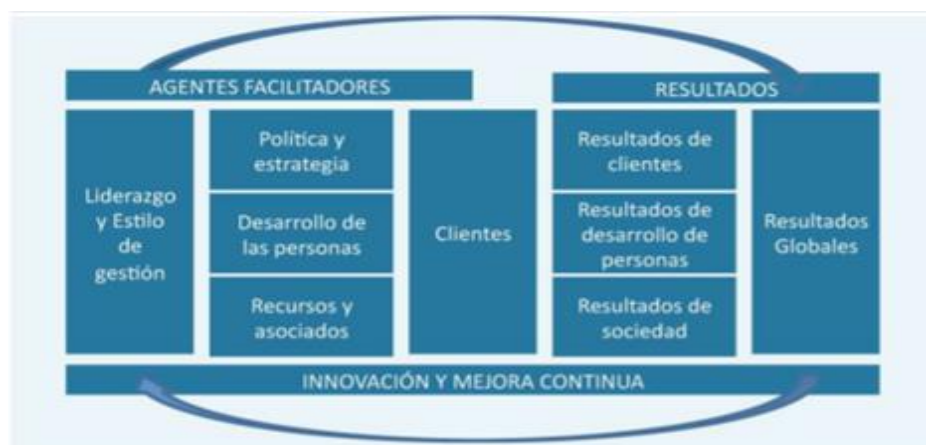 AGENTES FACILITADORES
RESULTADOS
Liderazgo
y Estilo
de
gestión
Política y
estrategia
Desarrollo de
las personas
Recursos y
asociados
Clientes
Resultados de
clientes
Resultados de
desarrollo de
personas
Resultados de
sociedad
Resultados
Globales
INNOVACIÓN Y MEJORA CONTINUA